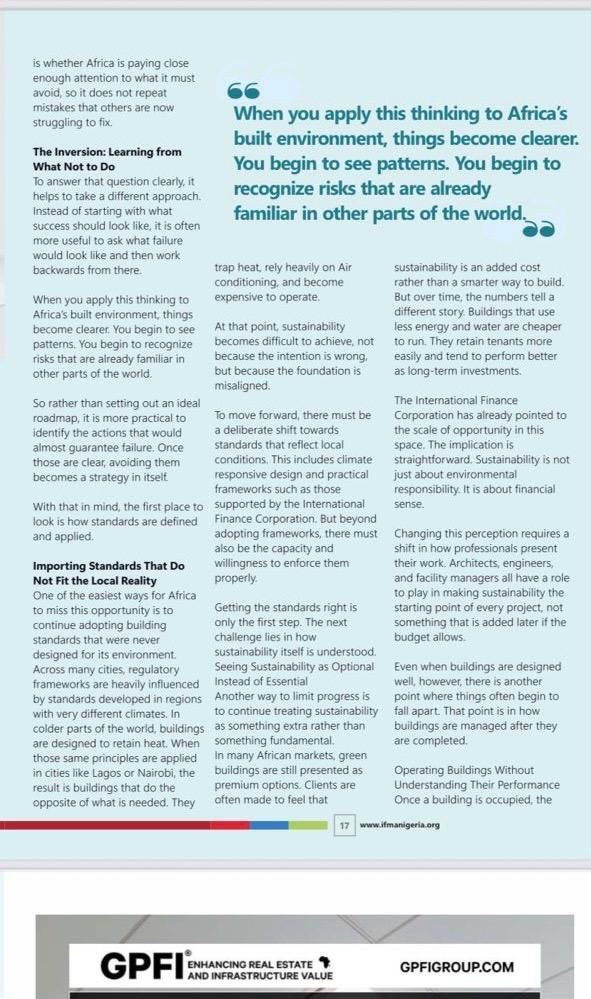 is whether Africa is paying close
enough attention to what it must
avoid, so it does not repeat
mistakes that others are now
struggling to fix.
The Inversion: Learning from
What Not to Do
To answer that question clearly, it
helps to take a different approach.
Instead of starting with what
success should look like, it is often
more useful to ask what failure
would look like and then work
backwards from there.
When you apply this thinking to
Africa's built environment, things
become clearer. You begin to see
patterns. You begin to recognize
risks that are already familiar in
other parts of the world.
So rather than setting out an ideal
roadmap, it is more practical to
identify the actions that would
almost guarantee failure. Once
those are clear, avoiding them
becomes a strategy in itself.
With that in mind, the first place to
look is how standards are defined
and applied.
Importing Standards That Do
Not Fit the Local Reality
One of the easiest ways for Africa
to miss this opportunity is to
continue adopting building
standards that were never
designed for its environment.
Across many cities, regulatory
frameworks are heavily influenced
by standards developed in regions
with very different climates. In
colder parts of the world, buildings
are designed to retain heat. When
those same principles are applied
in cities like Lagos or Nairobi, the
result is buildings that do the
opposite of what is needed. They
“
When you apply this thinking to Africa's
built environment, things become clearer.
You begin to see patterns. You begin to
recognize risks that are already
familiar in other parts of the world.
”
trap heat, rely heavily on Air
conditioning, and become
expensive to operate.
At that point, sustainability
becomes difficult to achieve, not
because the intention is wrong,
but because the foundation is
misaligned.
To move forward, there must be
a deliberate shift towards
standards that reflect local
conditions. This includes climate
responsive design and practical
frameworks such as those
supported by the International
Finance Corporation. But beyond
adopting frameworks, there must
also be the capacity and
willingness to enforce them
properly.
Getting the standards right is
only the first step. The next
challenge lies in how
sustainability itself is understood.
Seeing Sustainability as Optional
Instead of Essential
Another way to limit progress is
to continue treating sustainability
as something extra rather than
something fundamental.
In many African markets, green
buildings are still presented as
premium options. Clients are
often made to feel that
sustainability is an added cost
rather than a smarter way to build.
But over time, the numbers tell a
different story. Buildings that use
less energy and water are cheaper
to run. They retain tenants more
easily and tend to perform better
as long-term investments.
The International Finance
Corporation has already pointed to
the scale of opportunity in this
space. The implication is
straightforward. Sustainability is not
just about environmental
responsibility. It is about financial
sense.
Changing this perception requires a
shift in how professionals present
their work. Architects, engineers,
and facility managers all have a role
to play in making sustainability the
starting point of every project, not
something that is added later if the
budget allows.
Even when buildings are designed
well, however, there is another
point where things often begin to
fall apart. That point is in how
buildings are managed after they
are completed.
Operating Buildings Without
Understanding Their Performance
Once a building is occupied, the
17 www.ifmanigeria.org
GPFI® ENHANCING REAL ESTATE
AND INFRASTRUCTURE VALUE
GPFIGROUP.COM